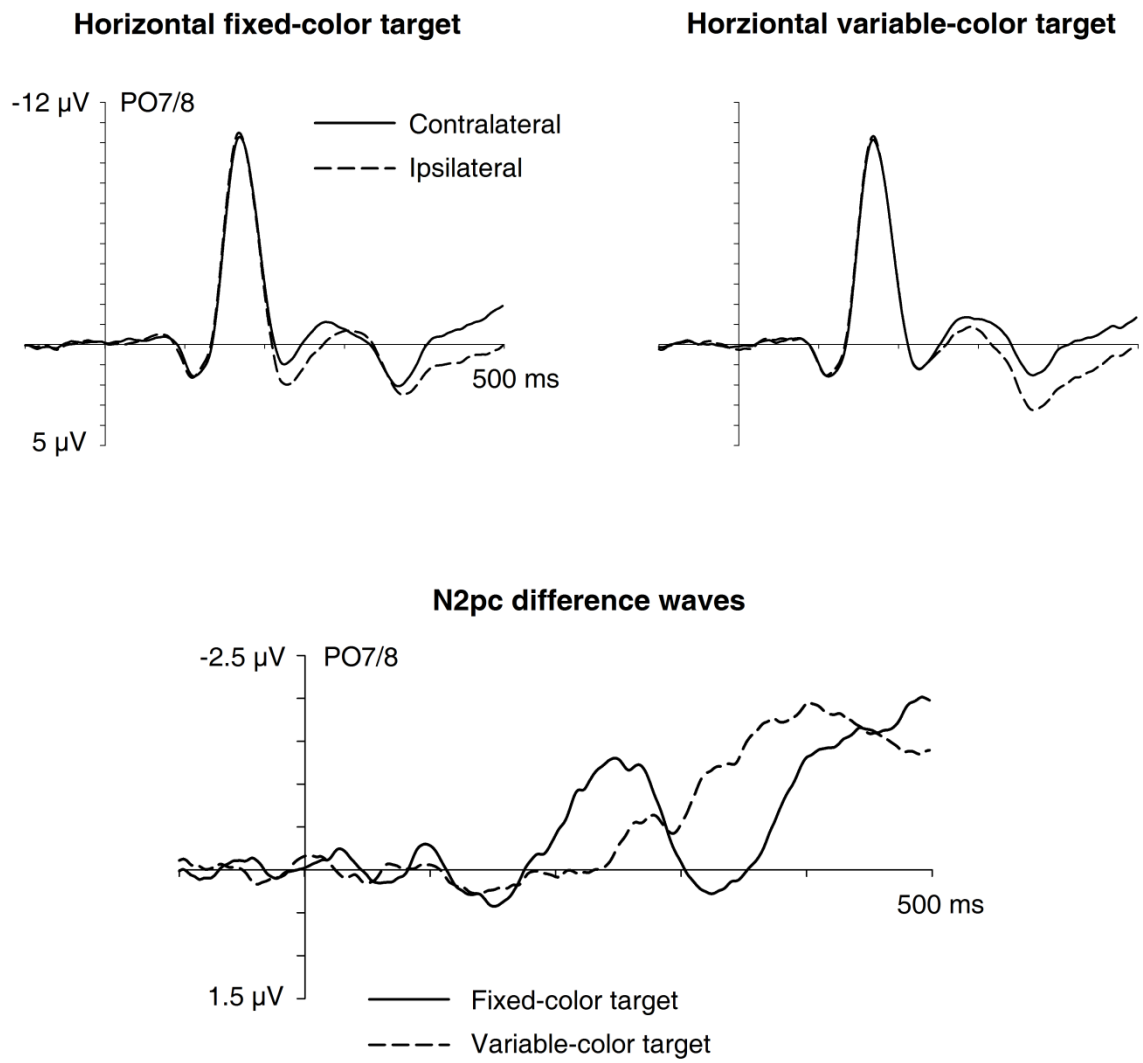 Horizontal fixed-color target
Horziontal variable-color target
-12 µV
PO7/8
Contralateral
Ipsilateral
500 ms
5 µV
N2pc difference waves
-2.5 µV
PO7/8
500 ms
1.5 µV
Fixed-color target
Variable-color target